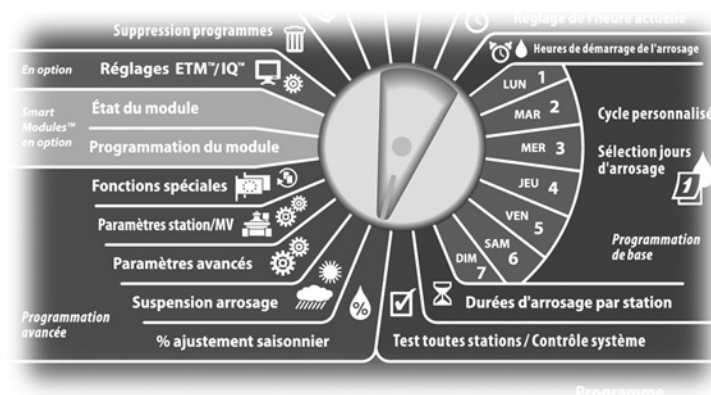 Suppression programmes
Réglage de l'heure actuelle
Heures de démarrage de l'arrosage
En option
Réglages ETM™/IQ™
Smart
Modules™
en option
État du module
Programmation du module
Fonctions spéciales
Paramètres station/MV
Paramètres avancés
Suspension arrosage
Programmation
avancée
% ajustement saisonnier
%
LUN 1
MAR 2
MER 3
JEU 4
VEN 5
SAM 6
DIM 7
1
Cycle personnalisé
Sélection jours
d'arrosage
Programmation
de base
Durées d'arrosage par station
Test toutes stations / Contrôle système
Programme